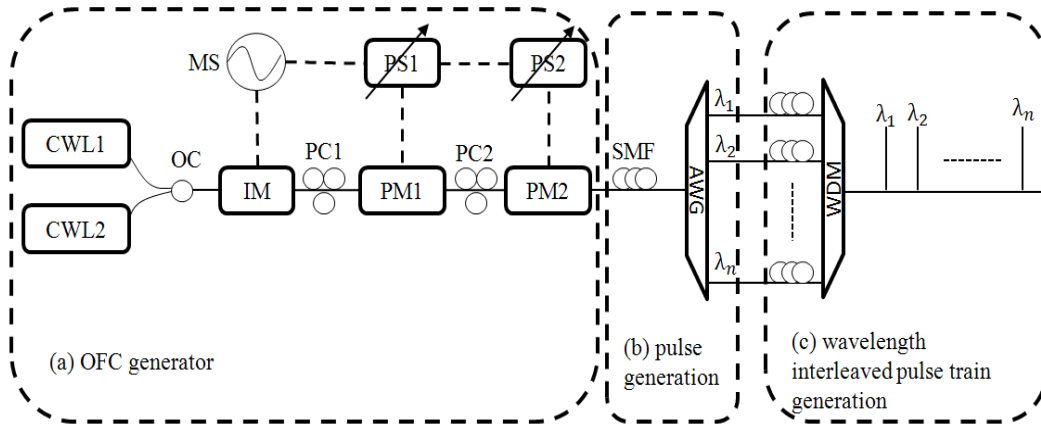 MS
PS1
PS2
CWL1
OC
PC1
PC2
SMF
IM
PM1
PM2
CWL2
AWG
λ₁
λ₂
λₙ
WDM
λ₁
λ₂
λₙ
(a) OFC generator
(b) pulse
generation
(c) wavelength
interleaved pulse train
generation